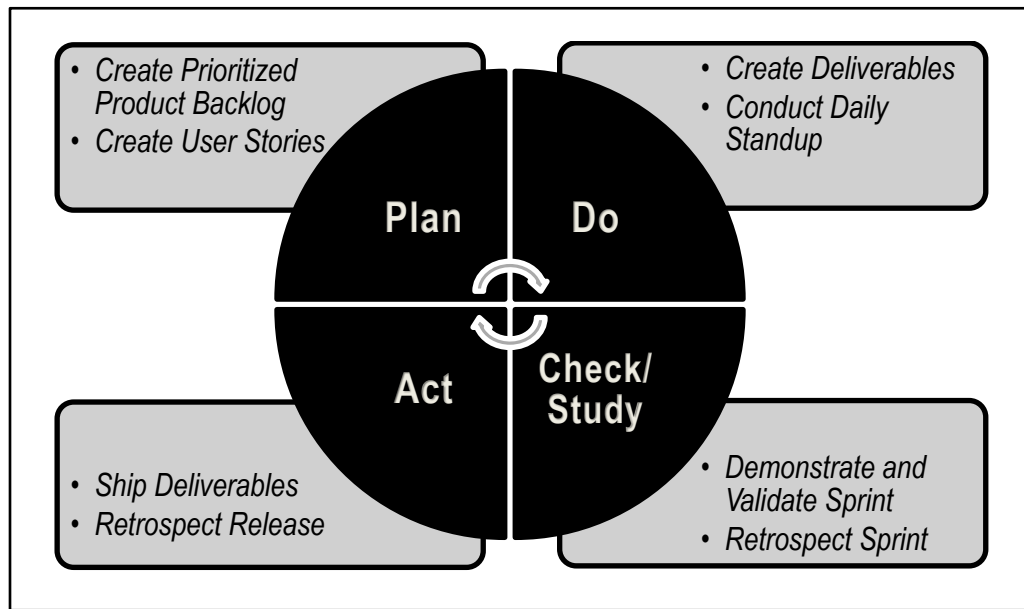 • Create Prioritized
Product Backlog
• Create User Stories
Plan
• Create Deliverables
• Conduct Daily
Standup
Do
Act
• Ship Deliverables
• Retrospect Release
Check/
Study
• Demonstrate and
Validate Sprint
• Retrospect Sprint